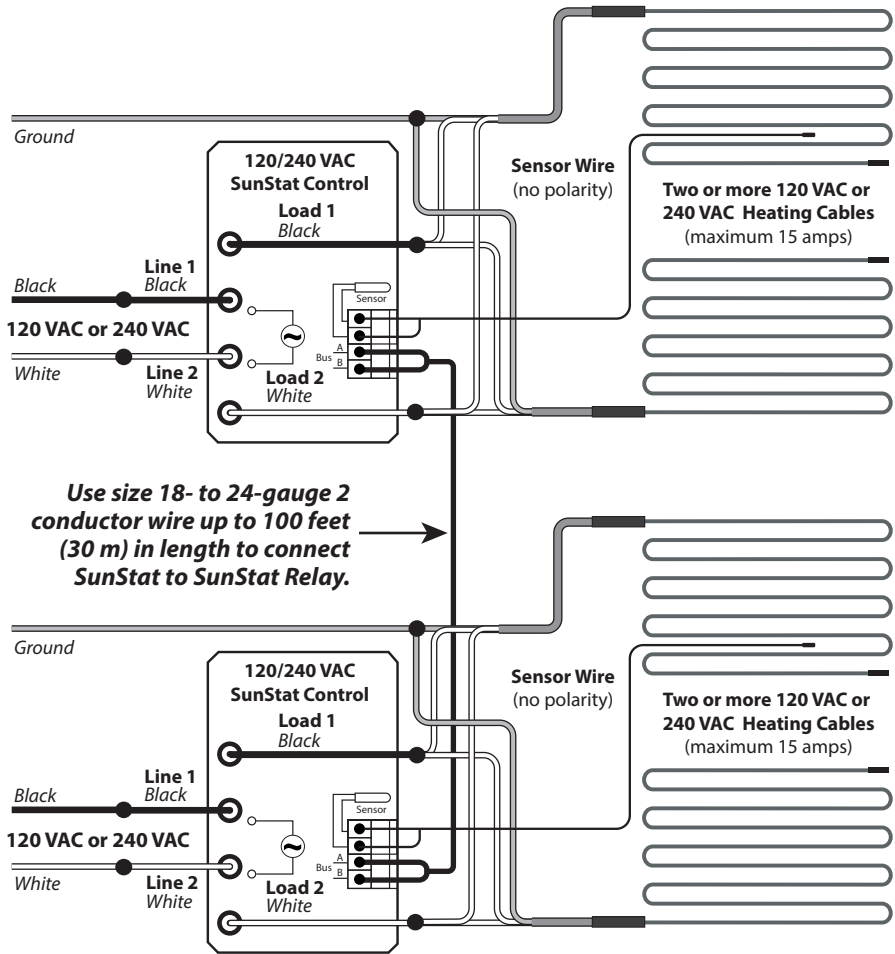 Ground
120/240 VAC
SunStat Control
Load 1
Black
Sensor Wire
(no polarity)
Two or more 120 VAC or
240 VAC Heating Cables
(maximum 15 amps)
Black
Line 1
Black
Sensor
120 VAC or 240 VAC
A
Bus
B
White
Line 2
White
Load 2
White
Use size 18- to 24-gauge 2
conductor wire up to 100 feet
(30 m) in length to connect
SunStat to SunStat Relay.
Ground
120/240 VAC
SunStat Control
Load 1
Black
Sensor Wire
(no polarity)
Two or more 120 VAC or
240 VAC Heating Cables
(maximum 15 amps)
Black
Line 1
Black
Sensor
120 VAC or 240 VAC
A
Bus
B
White
Line 2
White
Load 2
White